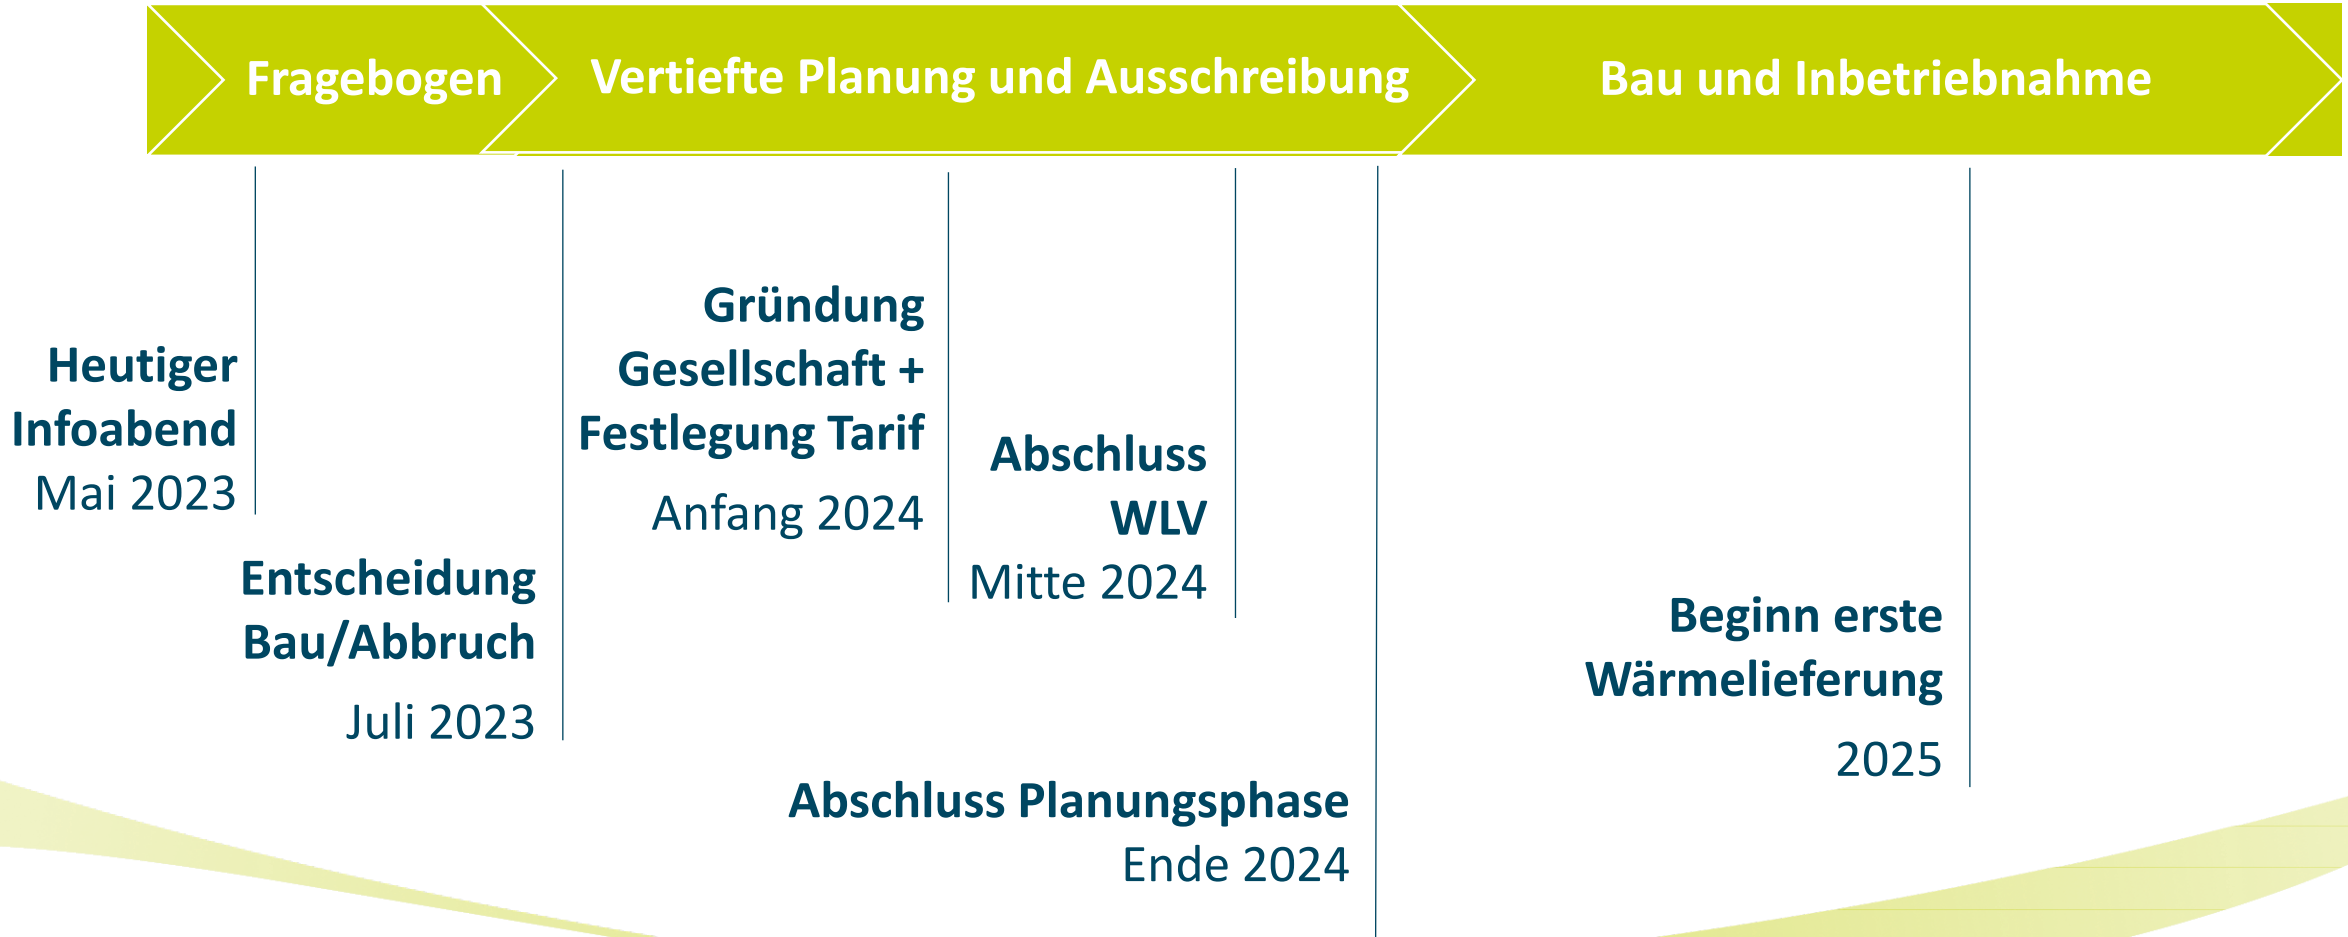 Fragebogen
Vertiefte Planung und Ausschreibung
Bau und Inbetriebnahme
Heutiger
Infoabend
Mai 2023
Entscheidung
Bau/Abbruch
Juli 2023
Gründung
Gesellschaft +
Festlegung Tarif
Anfang 2024
Abschluss
WLV
Mitte 2024
Abschluss Planungsphase
Ende 2024
Beginn erste
Wärmelieferung
2025